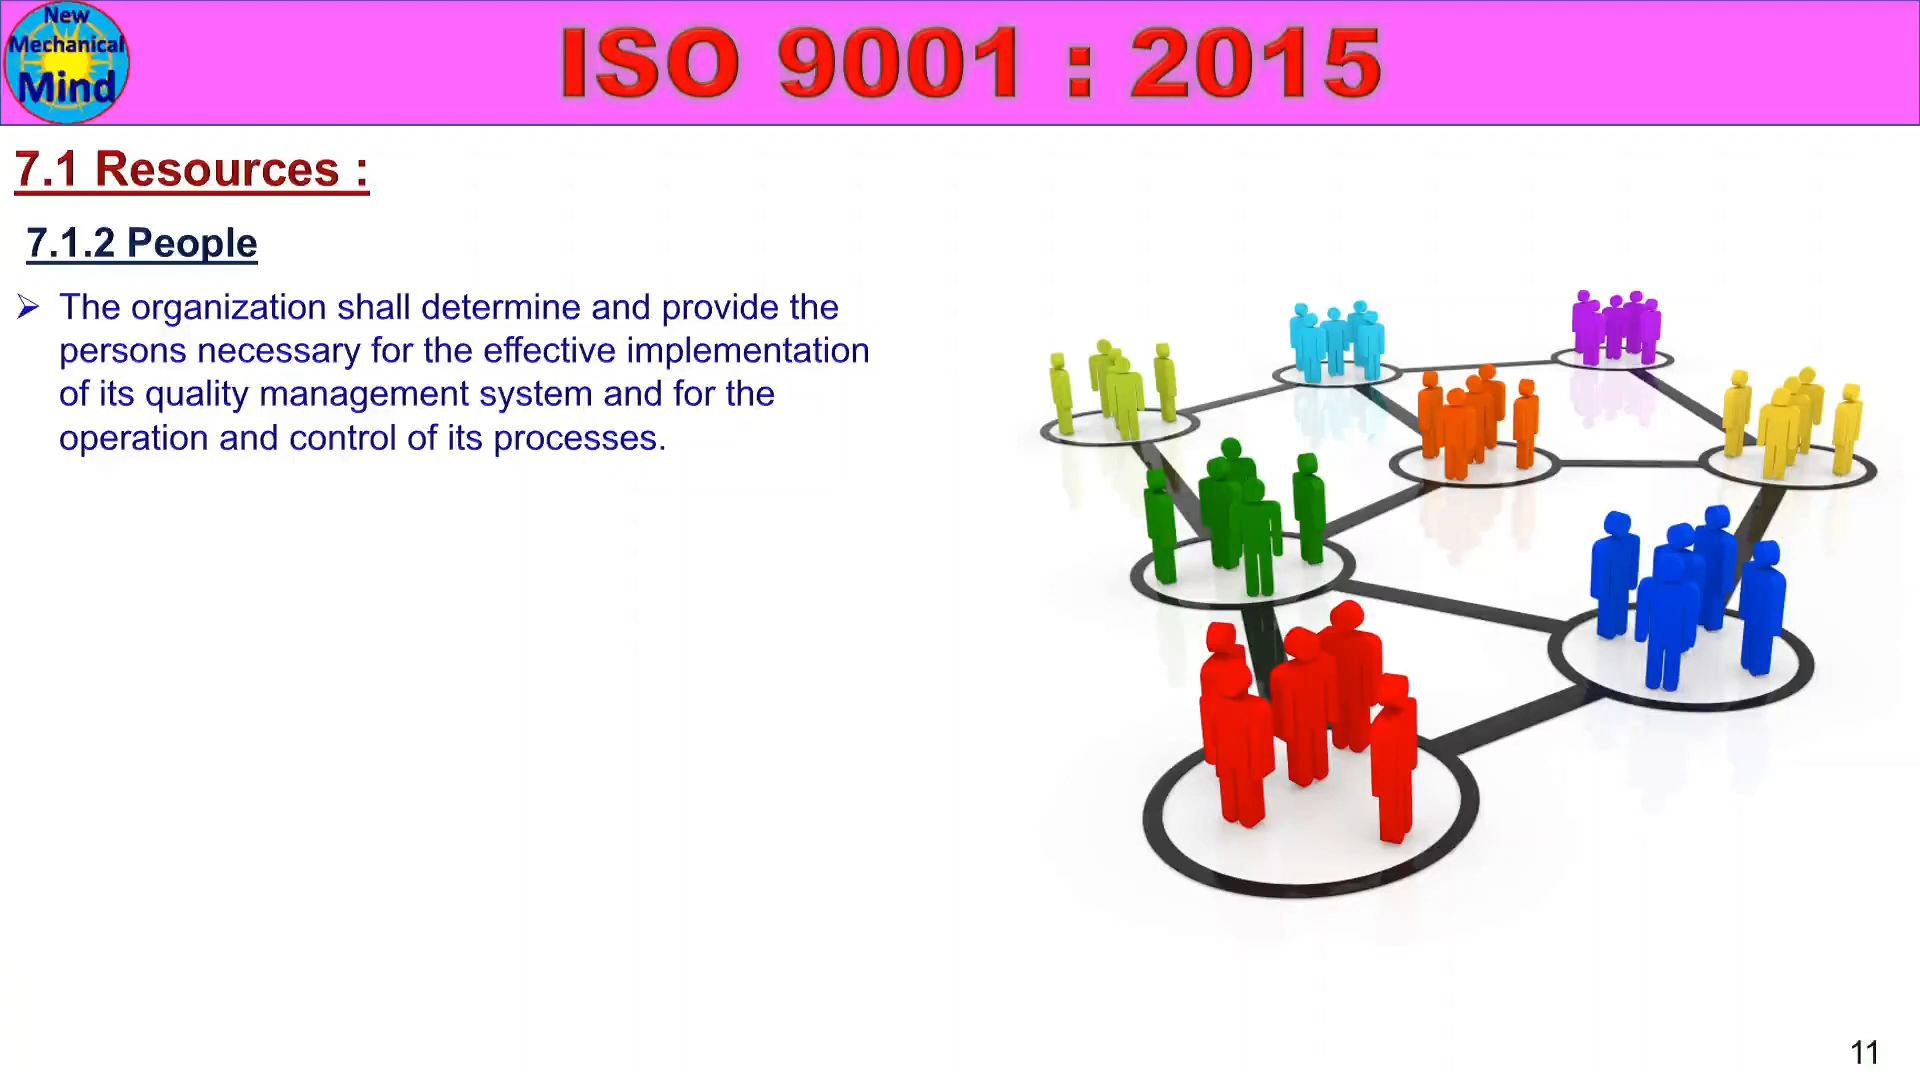 New
Mechanical
Mind
ISO 9001 : 2015
7.1 Resources :
7.1.2 People
➢ The organization shall determine and provide the
persons necessary for the effective implementation
of its quality management system and for the
operation and control of its processes.
11